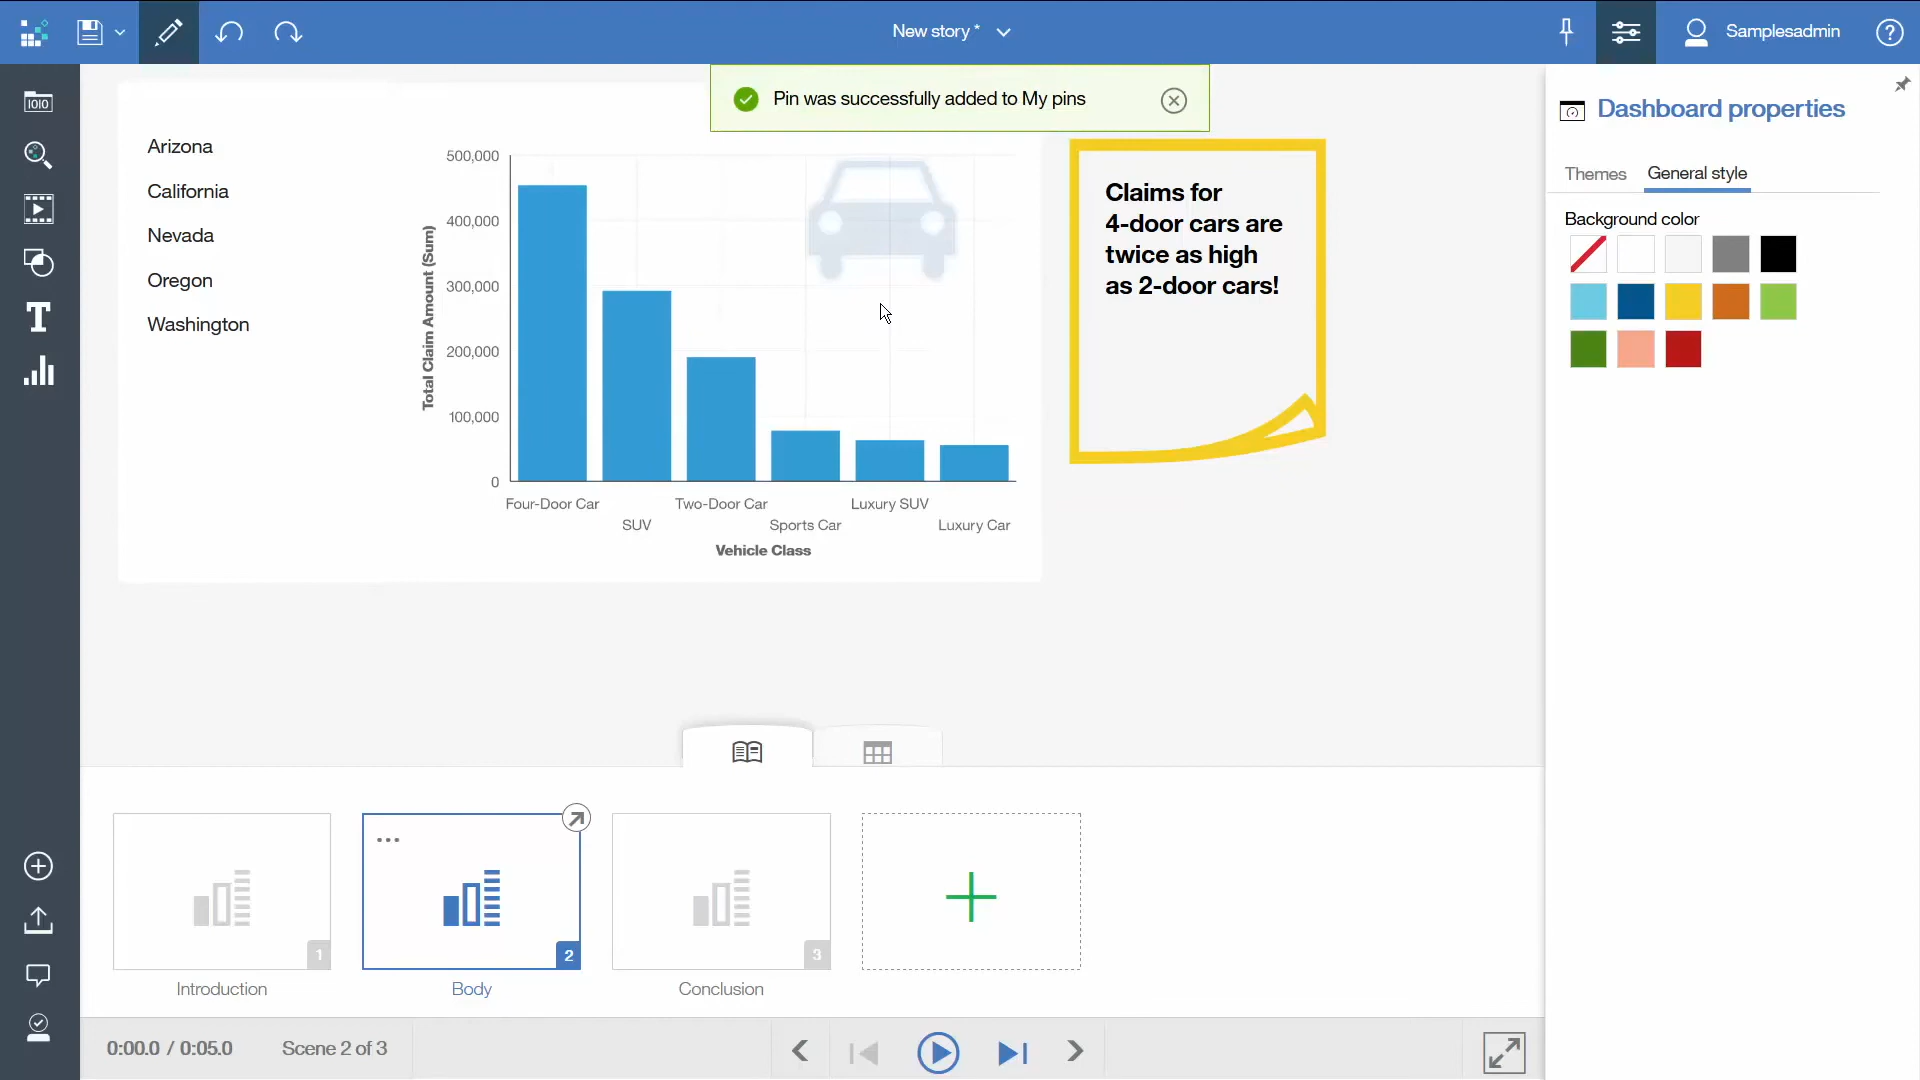 New story *
Samplesadmin
Pin was successfully added to My pins
Dashboard properties
Themes
General style
Background color
Arizona
California
Nevada
Oregon
Washington
Total Claim Amount (Sum)
500,000
400,000
300,000
200,000
100,000
0
Four-Door Car
SUV
Two-Door Car
Sports Car
Luxury SUV
Luxury Car
Vehicle Class
Claims for
4-door cars are
twice as high
as 2-door cars!
1
2
3
Introduction
Body
Conclusion
0:00.0 / 0:05.0
Scene 2 of 3